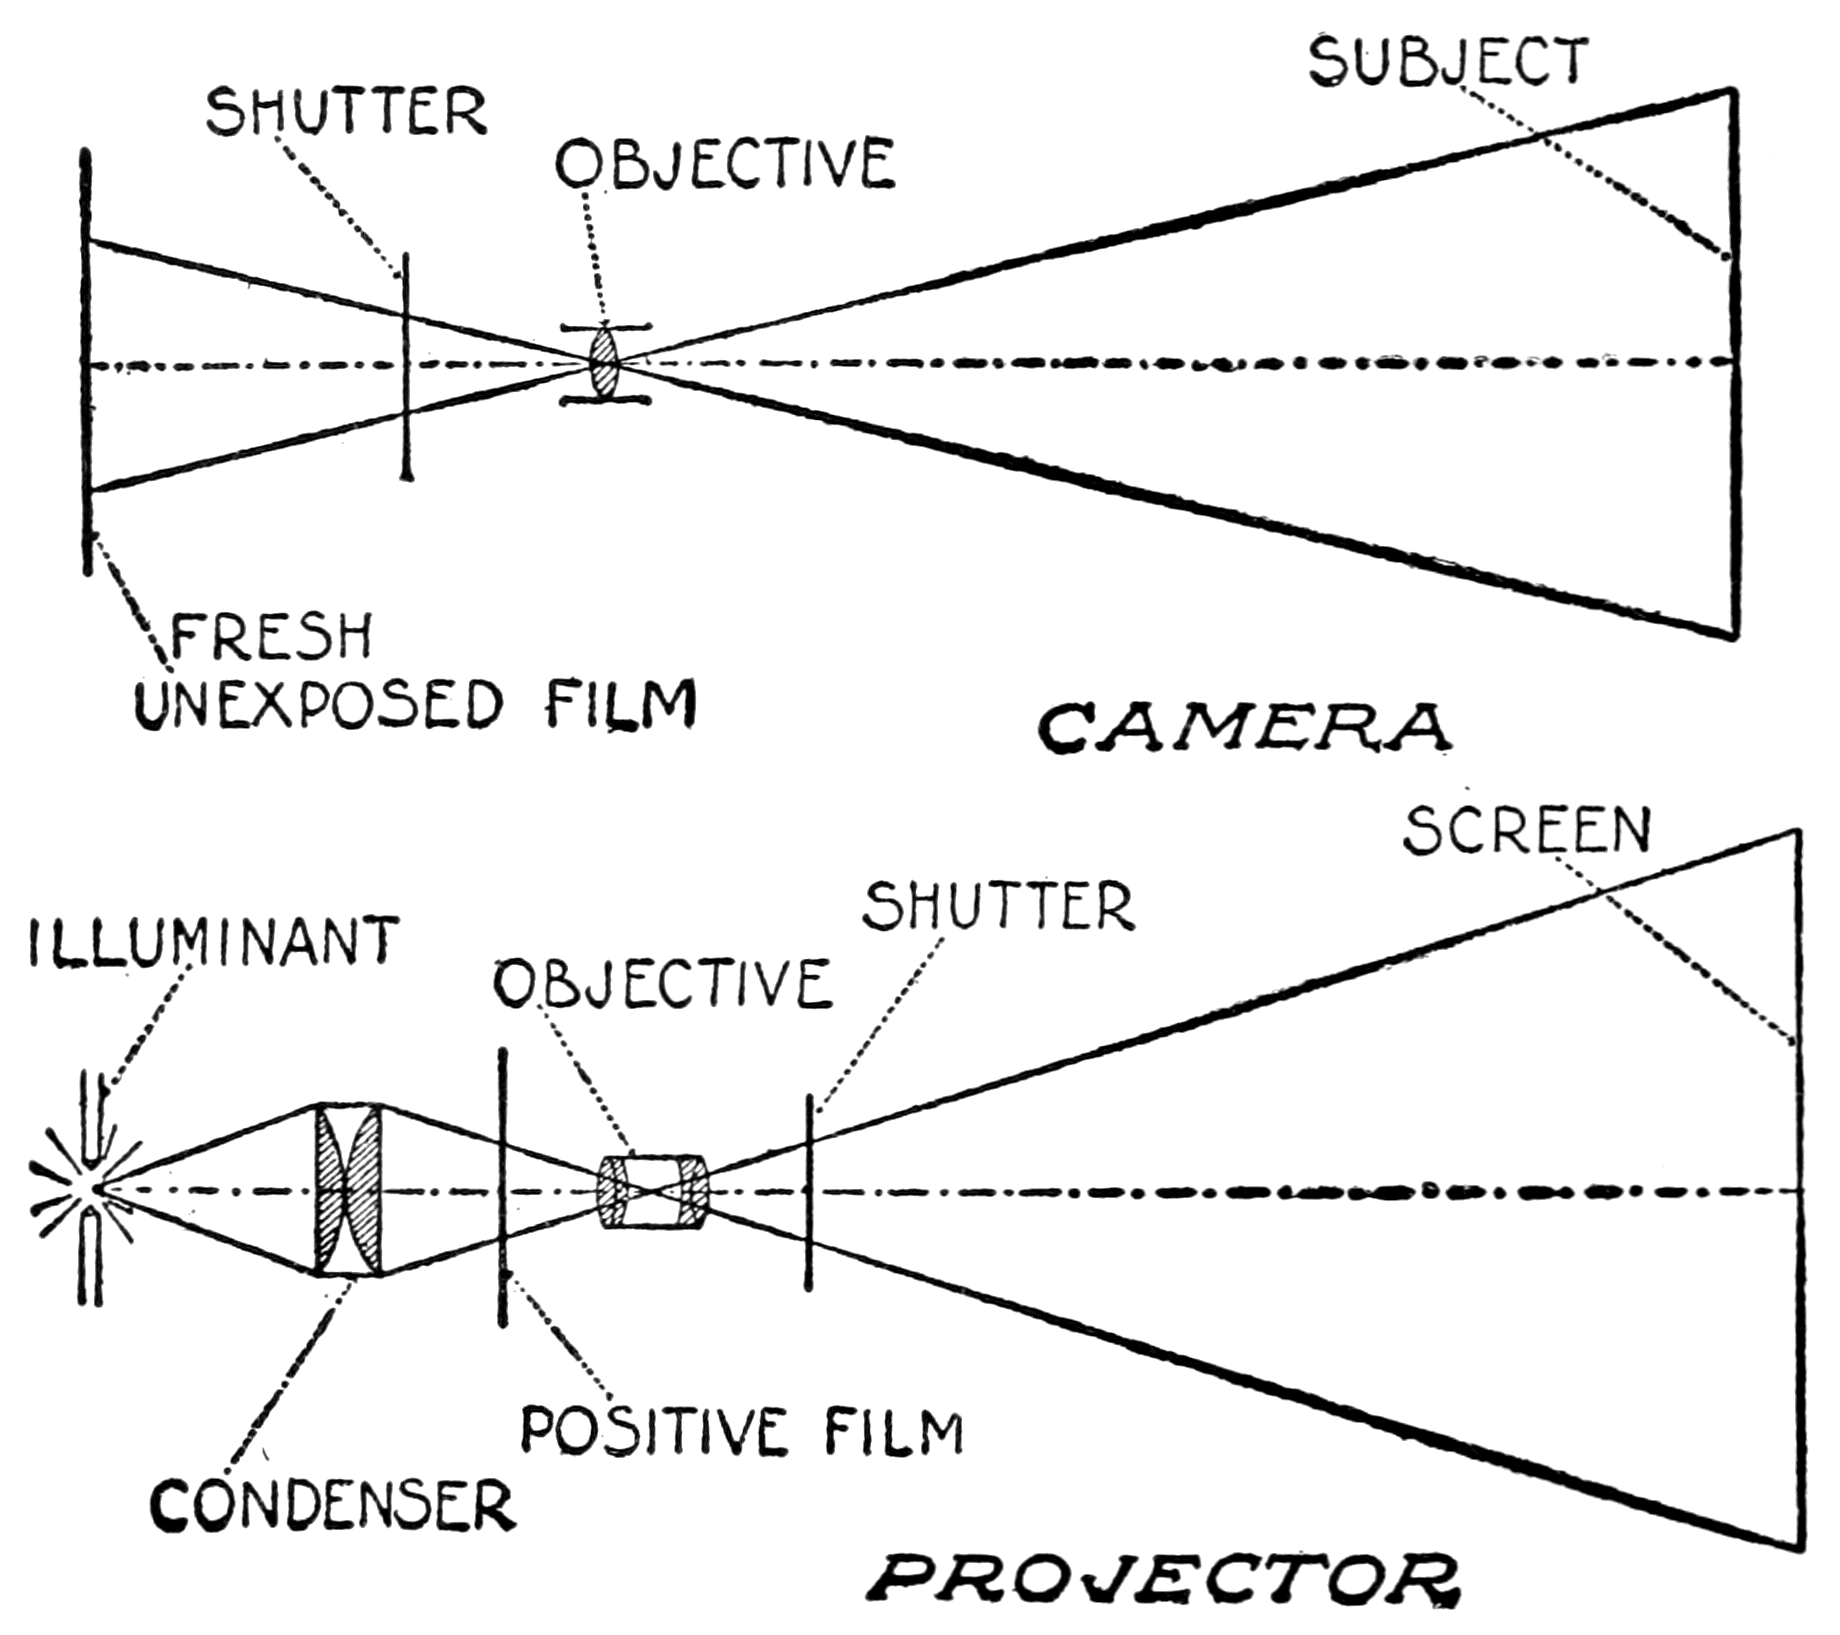 SUBJECT
SHUTTER
OBJECTIVE
FRESH
UNEXPOSED FILM
CAMERA
SCREEN
SHUTTER
ILLUMINANT
OBJECTIVE
POSITIVE FILM
CONDENSER
PROJECTOR